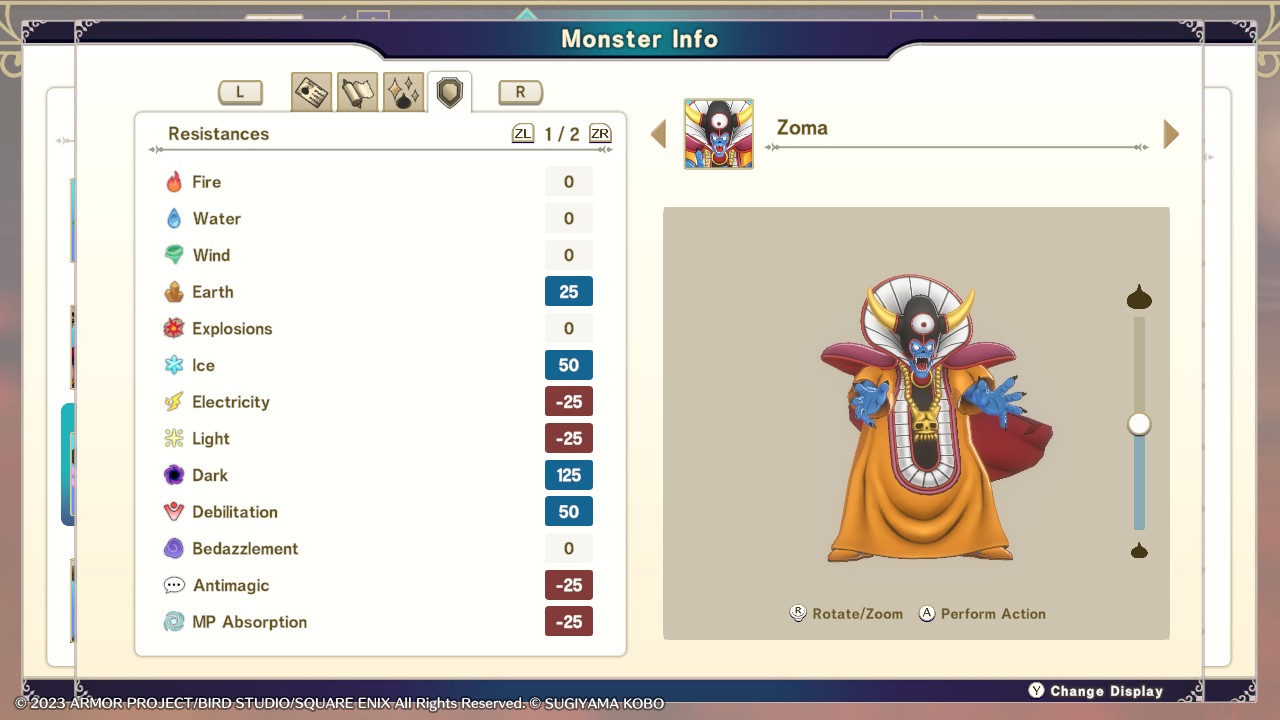 Monster Info
L R
Resistances ZL 1 / 2 ZR
Zoma
Fire 0
Water 0
Wind 0
Earth 25
Explosions 0
Ice 50
Electricity -25
Light -25
Dark 125
Debilitation 50
Bedazzlement 0
Antimagic -25
MP Absorption -25
R Rotate/Zoom A Perform Action
Y Change Display
© 2023 ARMOR PROJECT/BIRD STUDIO/SQUARE ENIX All Rights Reserved. © SUGIYAMA KOBO